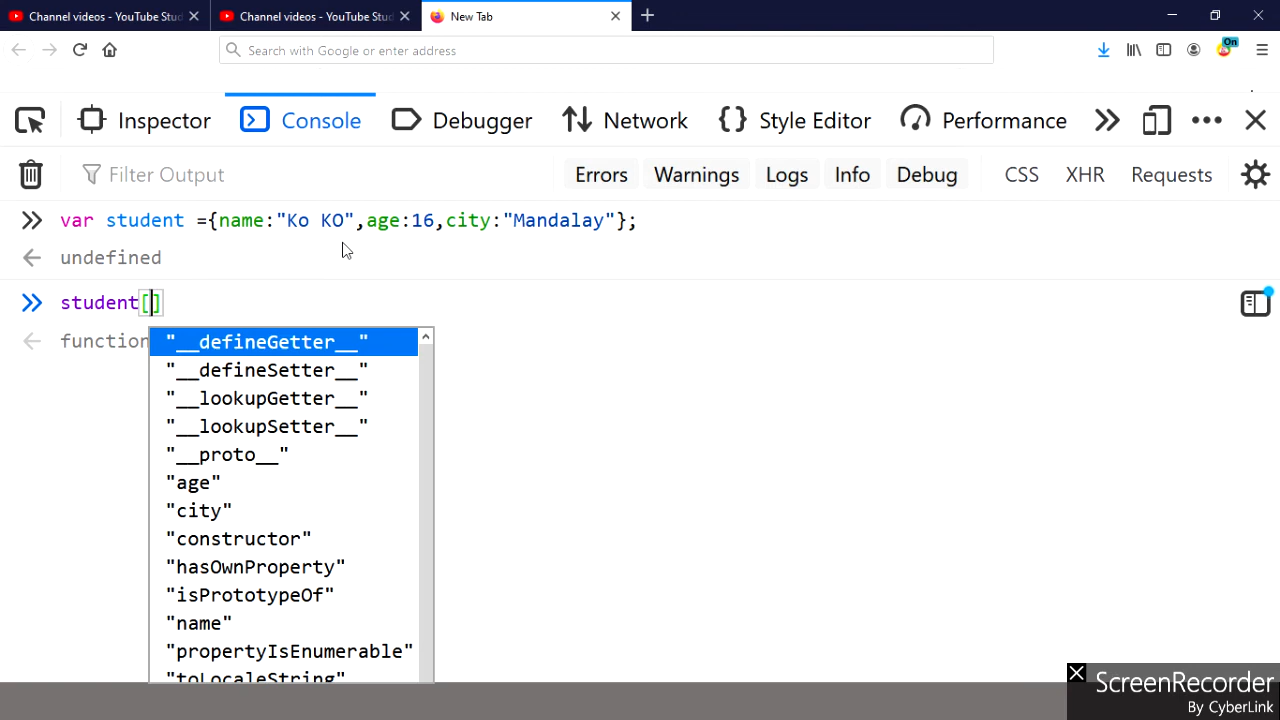 Channel videos - YouTube Stud
Channel videos - YouTube Stud
New Tab
Search with Google or enter address
On
Inspector
Console
Debugger
Network
Style Editor
Performance
Filter Output
Errors
Warnings
Logs
Info
Debug
CSS
XHR
Requests
var student ={name:"Ko KO",age:16,city:"Mandalay"};
undefined
student[]
function
"__defineGetter__"
"__defineSetter__"
"__lookupGetter__"
"__lookupSetter__"
"__proto__"
"age"
"city"
"constructor"
"hasOwnProperty"
"isPrototypeOf"
"name"
"propertyIsEnumerable"
"toLocaleString"
ScreenRecorder
By CyberLink